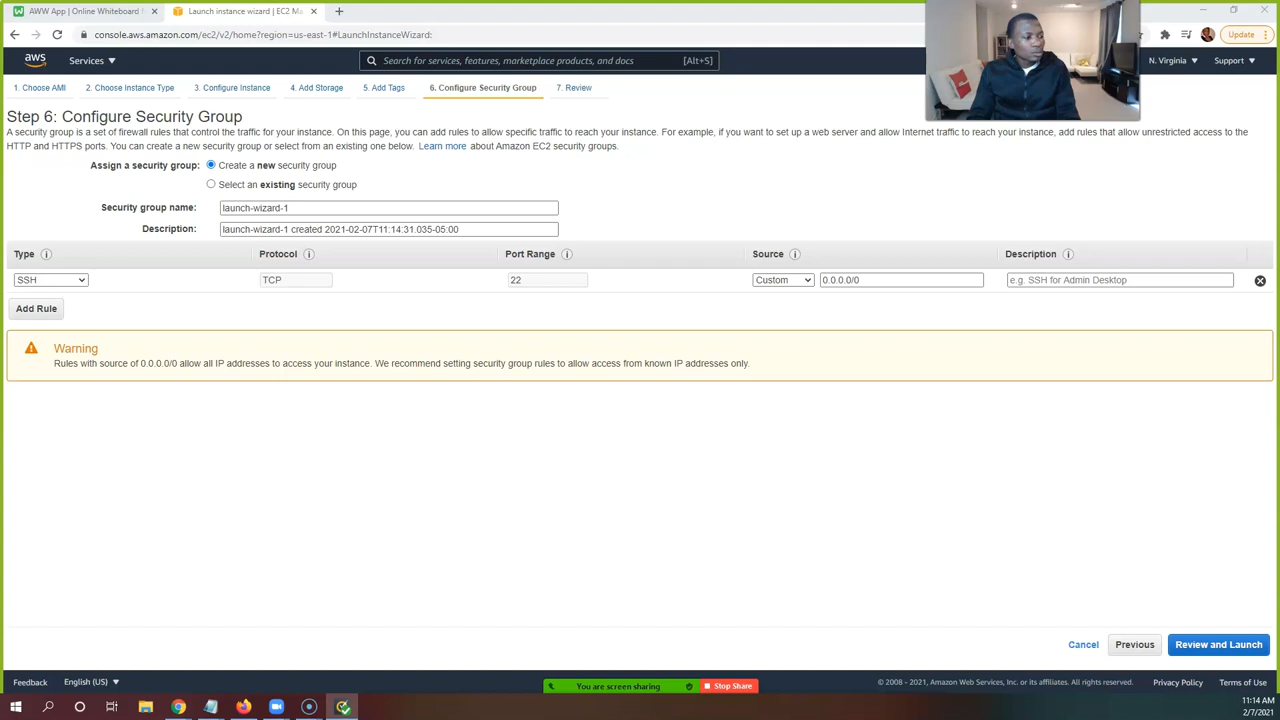 AWW App | Online Whiteboard f
Launch instance wizard | EC2 Ma
console.aws.amazon.com/ec2/v2/home?region=us-east-1#LaunchInstanceWizard:
Update
aws
Services
Search for services, features, marketplace products, and docs
[Alt+S]
N. Virginia
Support
1. Choose AMI
2. Choose Instance Type
3. Configure Instance
4. Add Storage
5. Add Tags
6. Configure Security Group
7. Review
Step 6: Configure Security Group
A security group is a set of firewall rules that control the traffic for your instance. On this page, you can add rules to allow specific traffic to reach your instance. For example, if you want to set up a web server and allow Internet traffic to reach your instance, add rules that allow unrestricted access to the
HTTP and HTTPS ports. You can create a new security group or select from an existing one below. Learn more about Amazon EC2 security groups.
Assign a security group:
Create a new security group
Select an existing security group
Security group name:
launch-wizard-1
Description:
launch-wizard-1 created 2021-02-07T11:14:31.035-05:00
Type
Protocol
Port Range
Source
Description
SSH
TCP
22
Custom
0.0.0.0/0
e.g. SSH for Admin Desktop
Add Rule
Warning
Rules with source of 0.0.0.0/0 allow all IP addresses to access your instance. We recommend setting security group rules to allow access from known IP addresses only.
Cancel
Previous
Review and Launch
Feedback
English (US)
You are screen sharing
Stop Share
© 2008 - 2021, Amazon Web Services, Inc. or its affiliates. All rights reserved.
Privacy Policy
Terms of Use
11:14 AM
2/7/2021